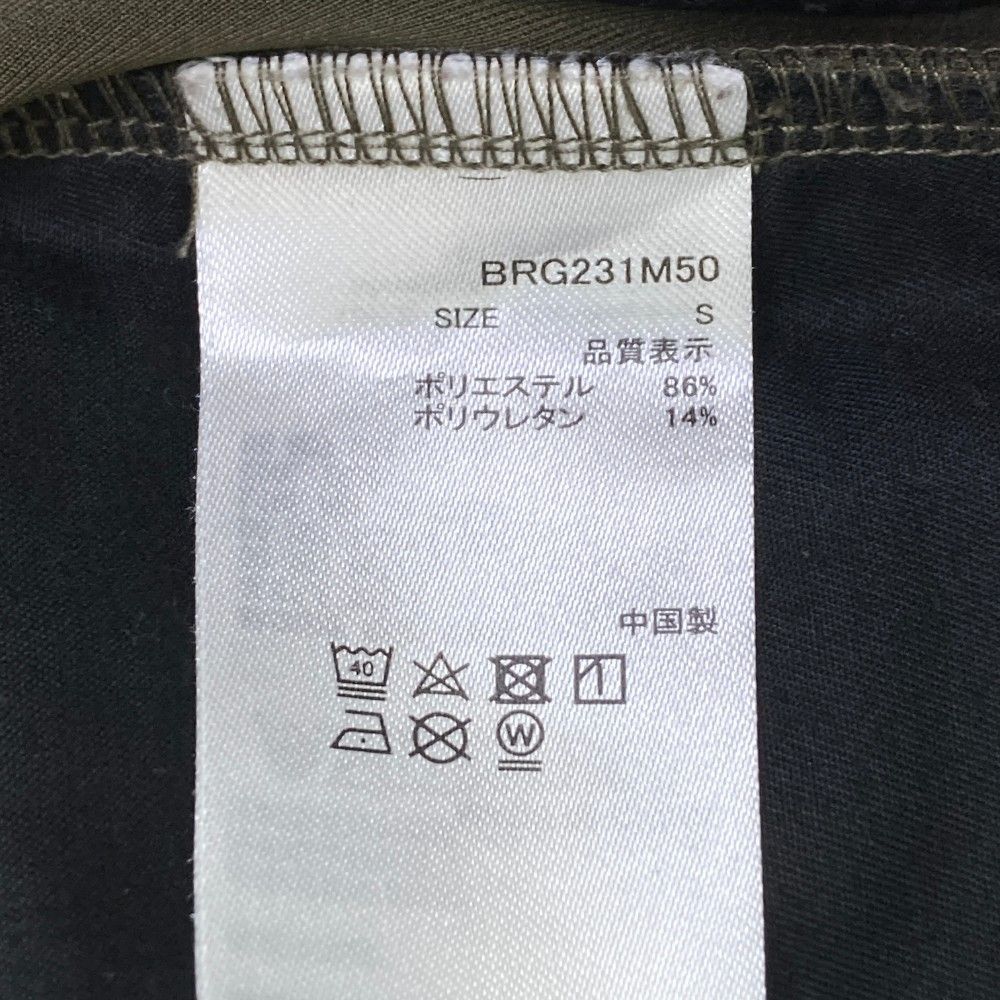 BRG231M50
SIZE S
品質表示
ポリエステル 86%
ポリウレタン 14%
中国製
40
W